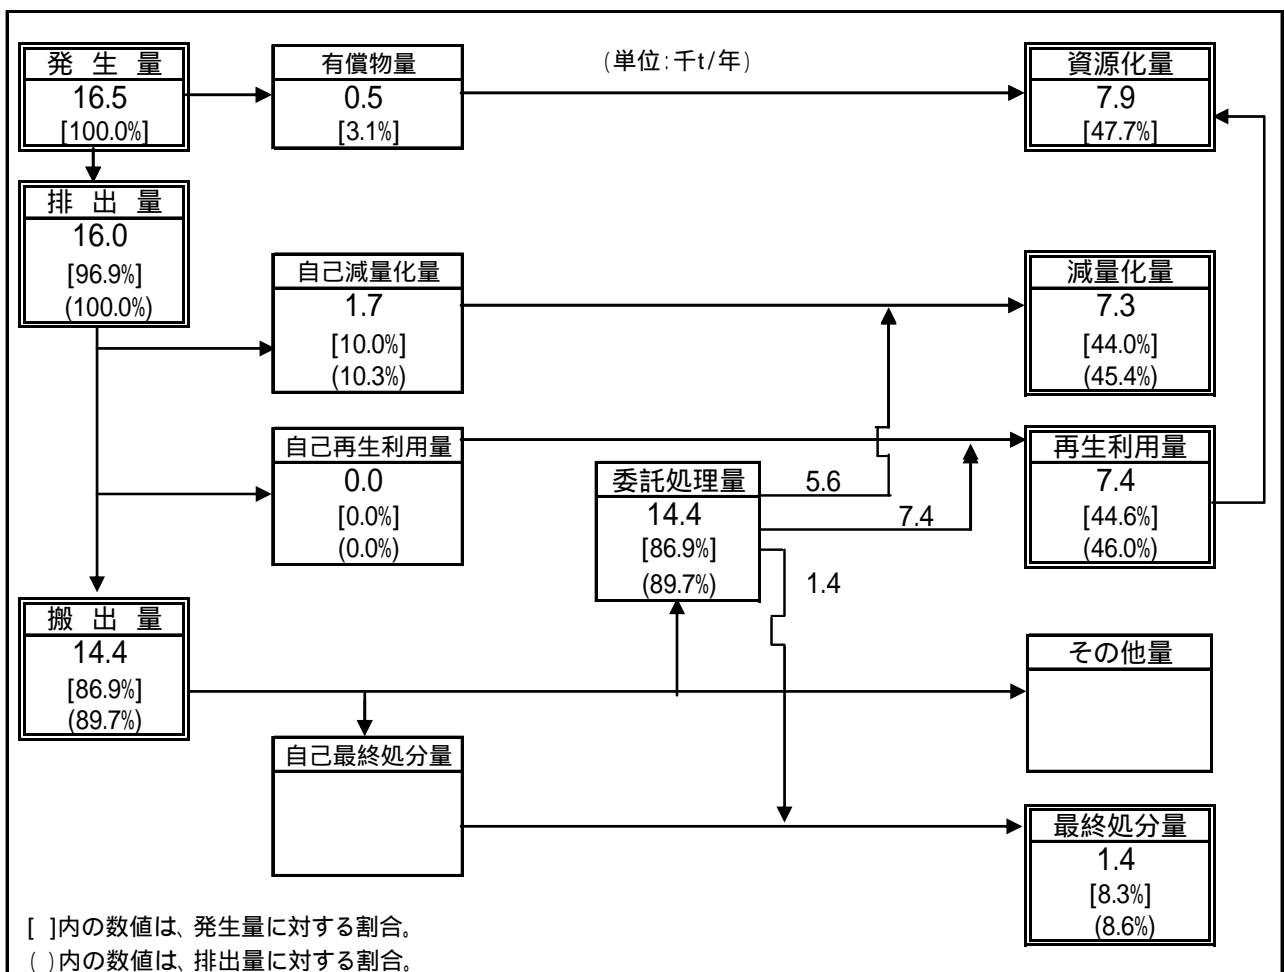 発 生 量
16.5
[100.0%]
有償物量
0.5
[3.1%]
(単位:千t/年)
資源化量
7.9
[47.7%]
排 出 量
16.0
[96.9%]
(100.0%)
自己減量化量
1.7
[10.0%]
(10.3%)
減量化量
7.3
[44.0%]
(45.4%)
自己再生利用量
0.0
[0.0%]
(0.0%)
委託処理量
14.4
[86.9%]
(89.7%)
5.6
7.4
1.4
再生利用量
7.4
[44.6%]
(46.0%)
搬 出 量
14.4
[86.9%]
(89.7%)
その他量
自己最終処分量
最終処分量
1.4
[8.3%]
(8.6%)
[ ]内の数値は、発生量に対する割合。
( )内の数値は、排出量に対する割合。